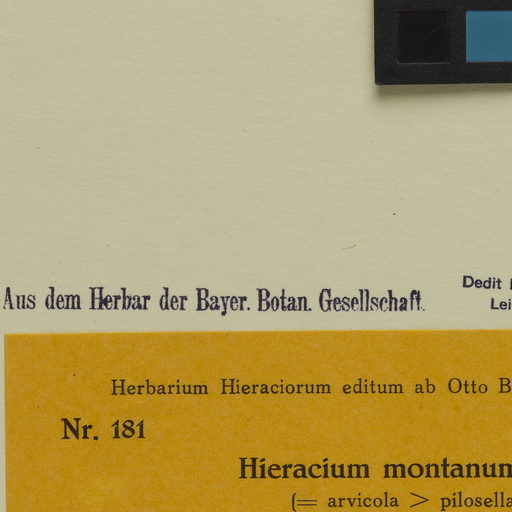 Aus dem Herbar der Bayer. Botan. Gesellschaft.
Dedit
Lei
Herbarium Hieraciorum editum ab Otto B
Nr. 181
Hieracium montanum
(= arvicola > pilosella